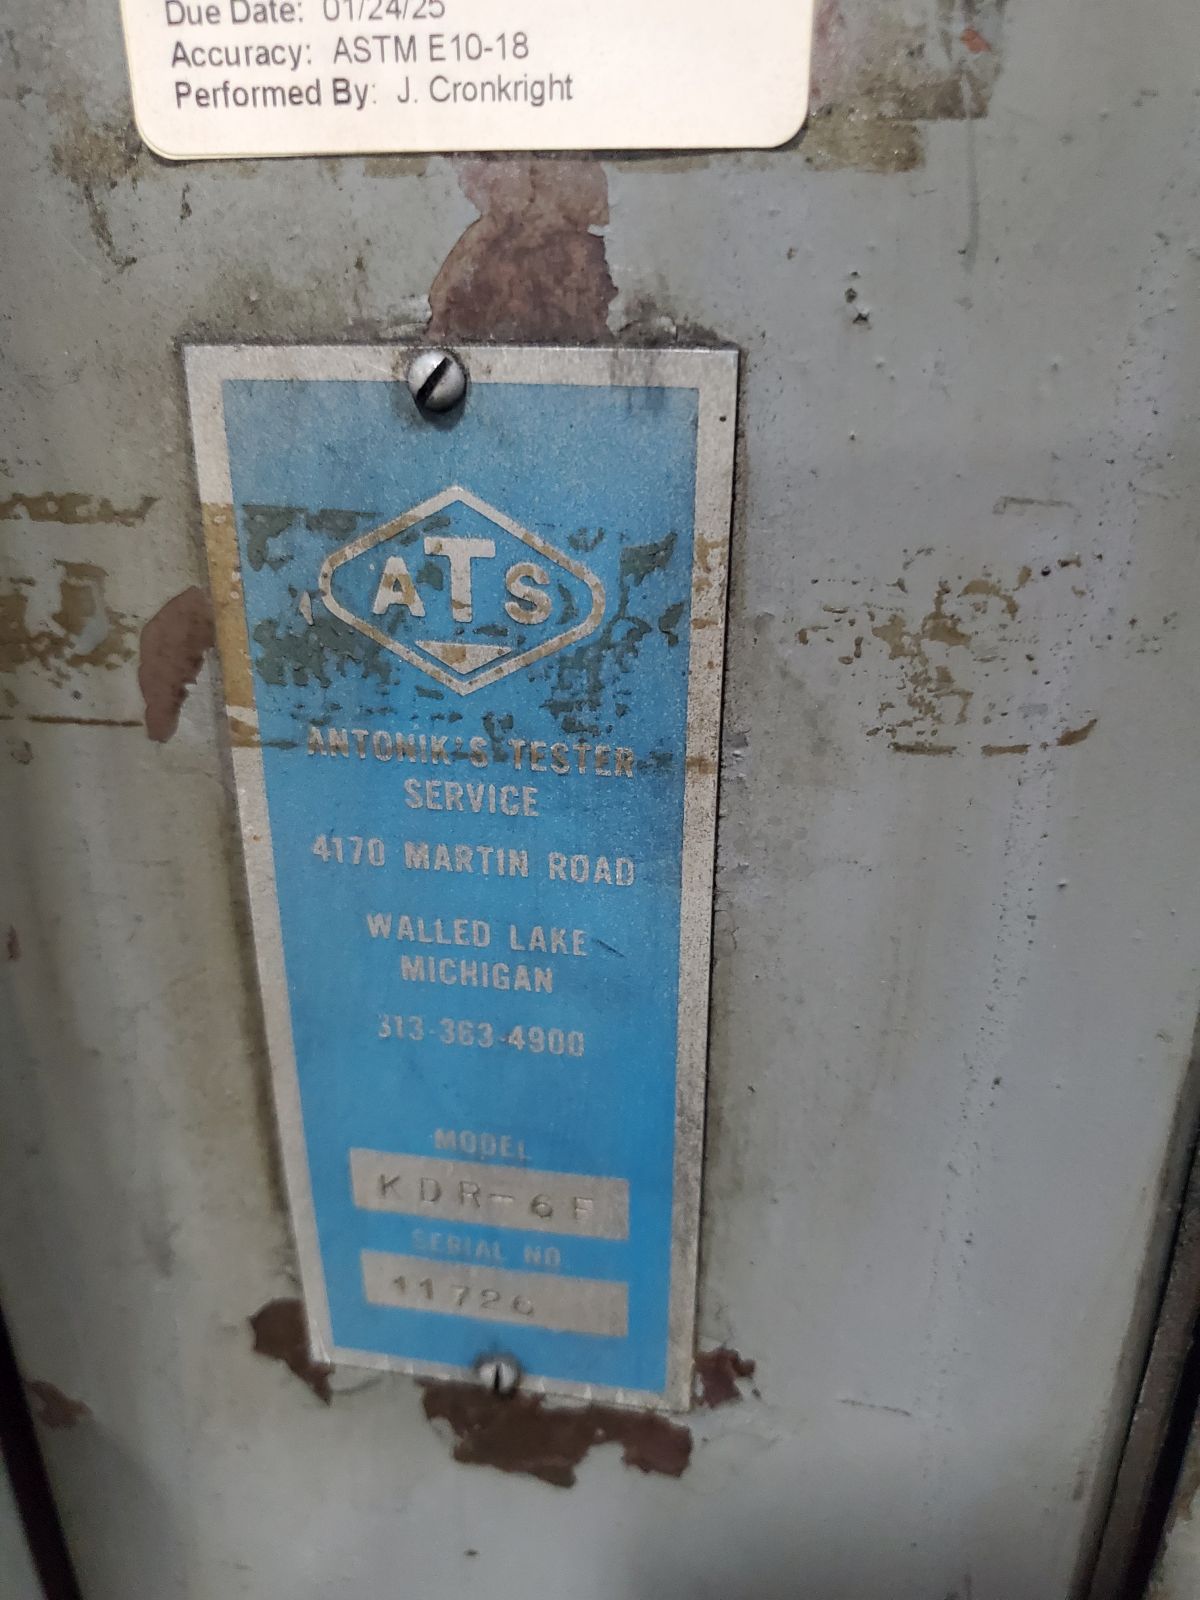 Due Date: 01/24/25
Accuracy: ASTM E10-18
Performed By: J. Cronkright
ATS
ANTONIK'S TESTER
SERVICE
4170 MARTIN ROAD
WALLED LAKE
MICHIGAN
313-363-4900
MODEL
KDR-6F
SERIAL NO.
11726